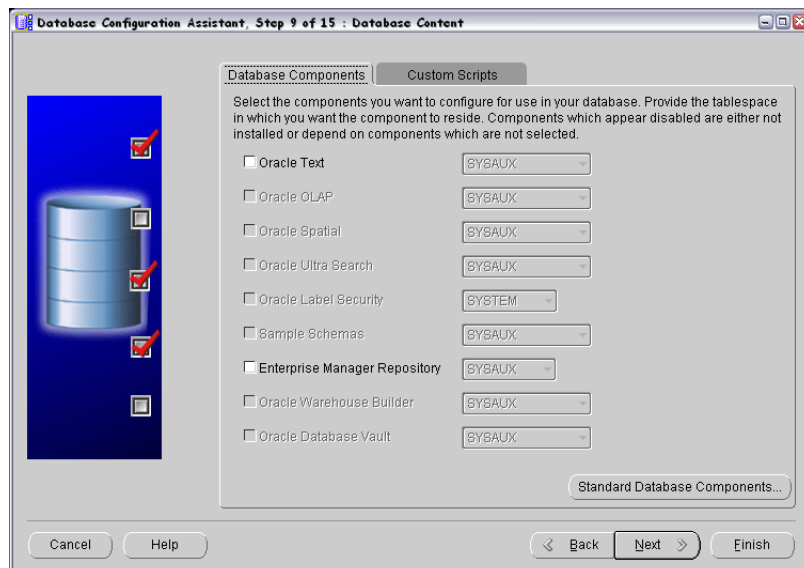 Database Configuration Assistant, Step 9 of 15 : Database Content
Database Components
Custom Scripts
Select the components you want to configure for use in your database. Provide the tablespace
in which you want the component to reside. Components which appear disabled are either not
installed or depend on components which are not selected.
Oracle Text SYSAUX
Oracle OLAP SYSAUX
Oracle Spatial SYSAUX
Oracle Ultra Search SYSAUX
Oracle Label Security SYSTEM
Sample Schemas SYSAUX
Enterprise Manager Repository SYSAUX
Oracle Warehouse Builder SYSAUX
Oracle Database Vault SYSAUX
Standard Database Components...
Cancel Help Back Next Finish